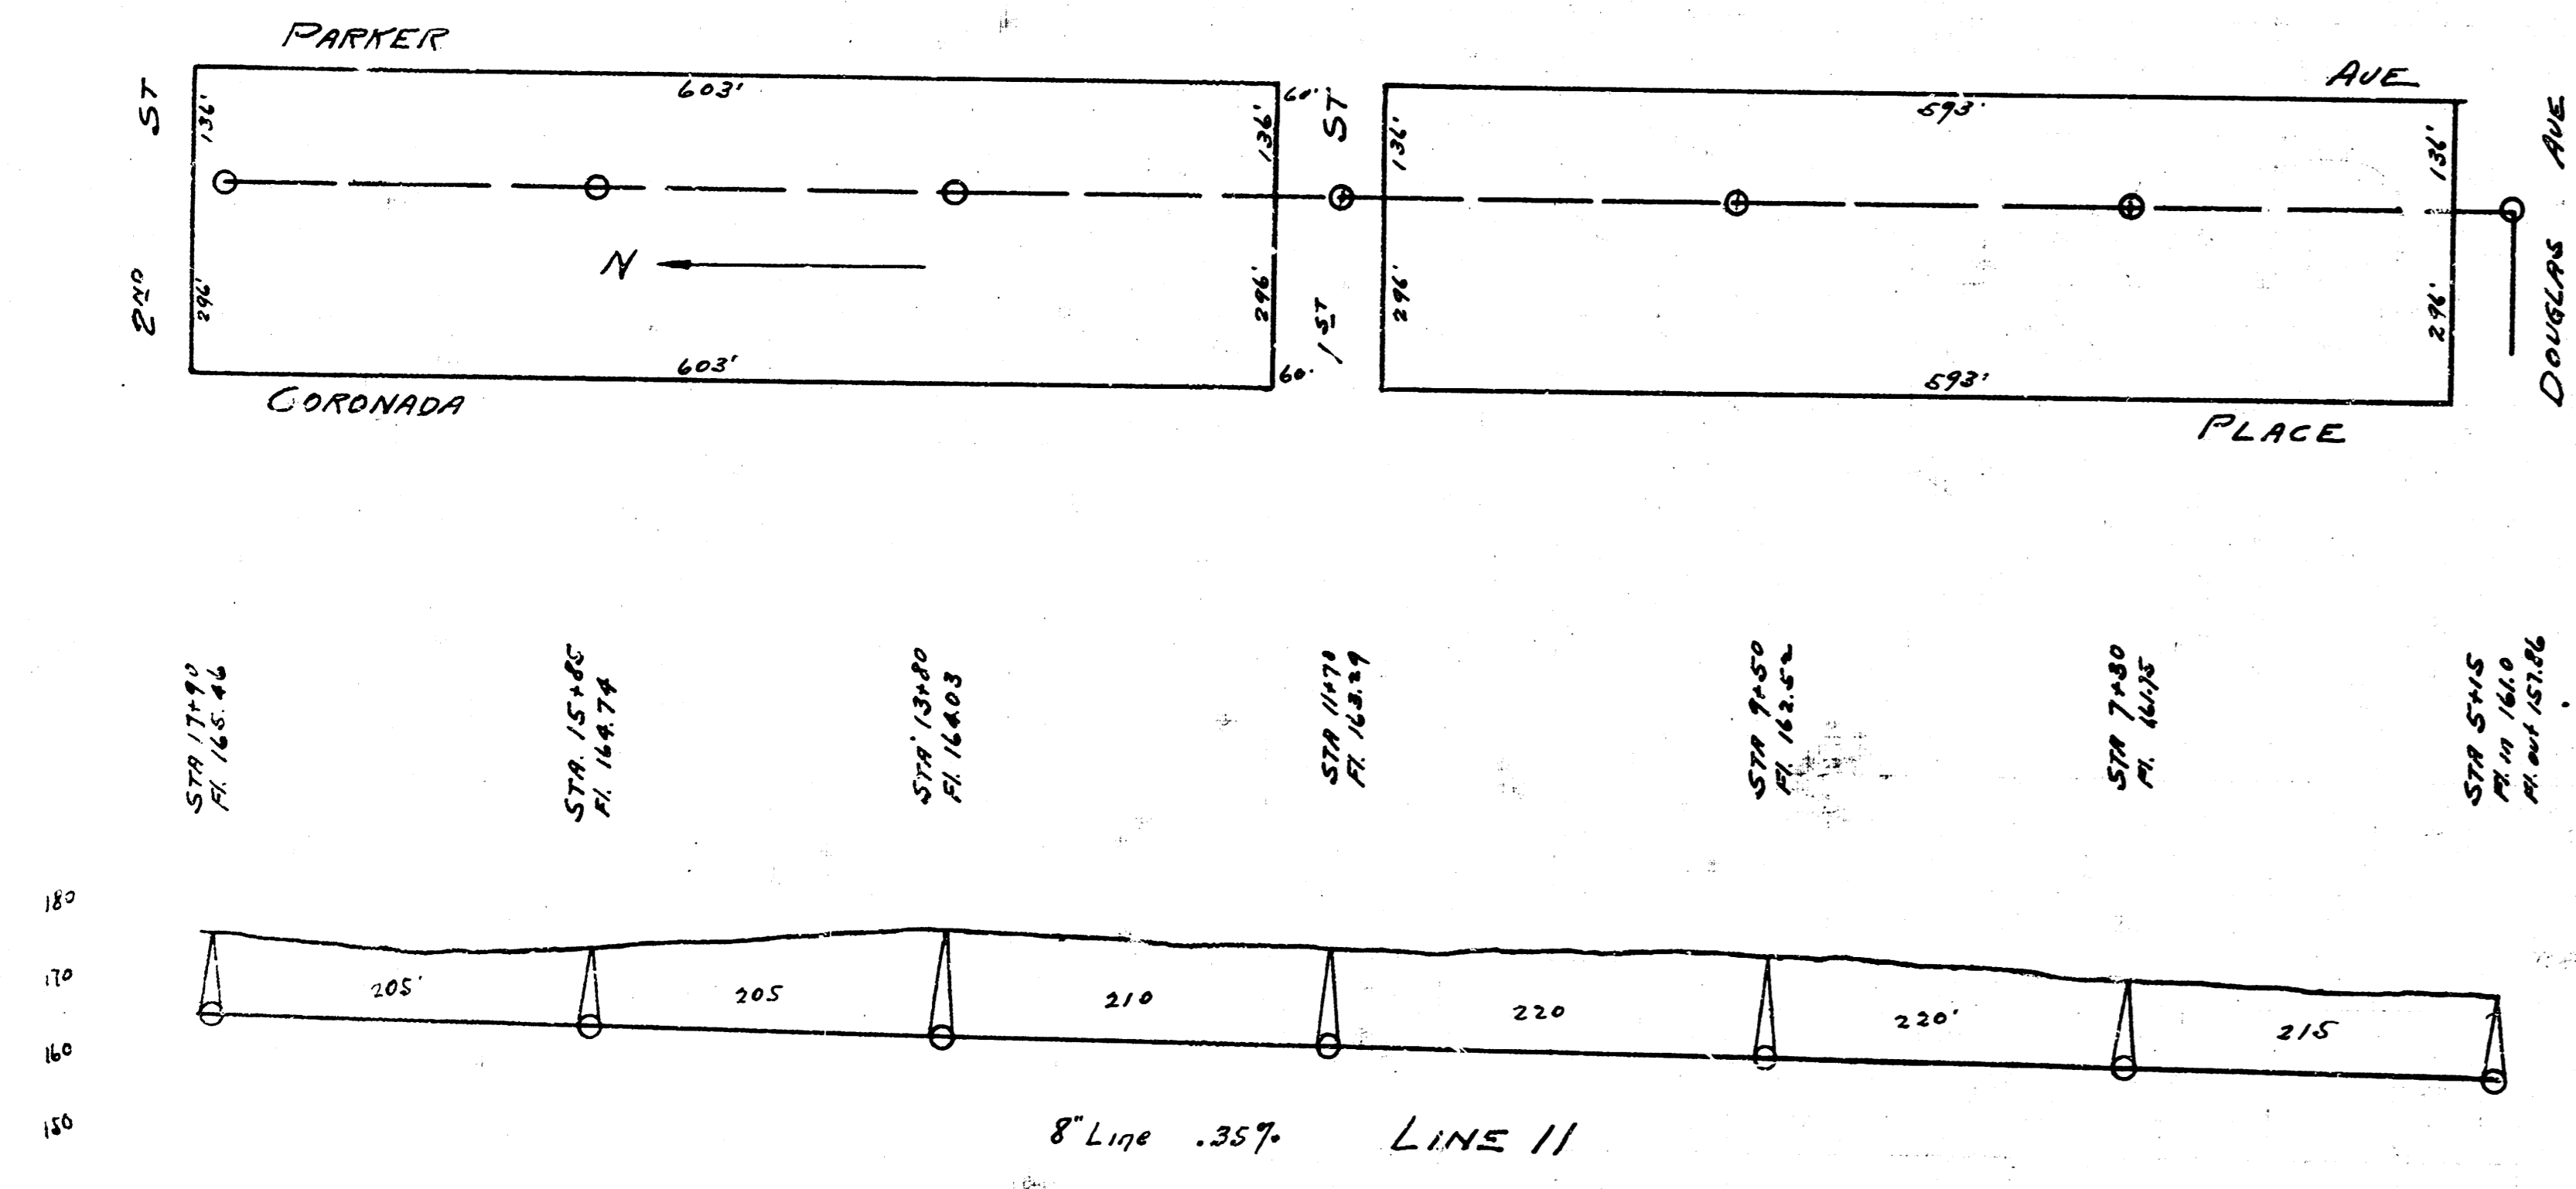 PARKER
AVE
603'
593'
2ND ST
136'
296'
136'
296'
60'
60'
1ST ST
136'
296'
136'
296'
DOUGLAS AVE
N
603'
593'
CORONADA
PLACE
STA 17+90
Fl. 165.46
STA. 15+85
Fl. 164.74
STA 13+80
Fl. 164.03
STA 11+70
Fl. 163.29
STA 9+50
Fl. 162.52
STA 7+30
Fl. 161.75
STA 5+15
Fl. in 161.0
Fl. out 157.86
180
170
160
150
205'
205
210
220
220'
215
8" Line .35%
LINE 11